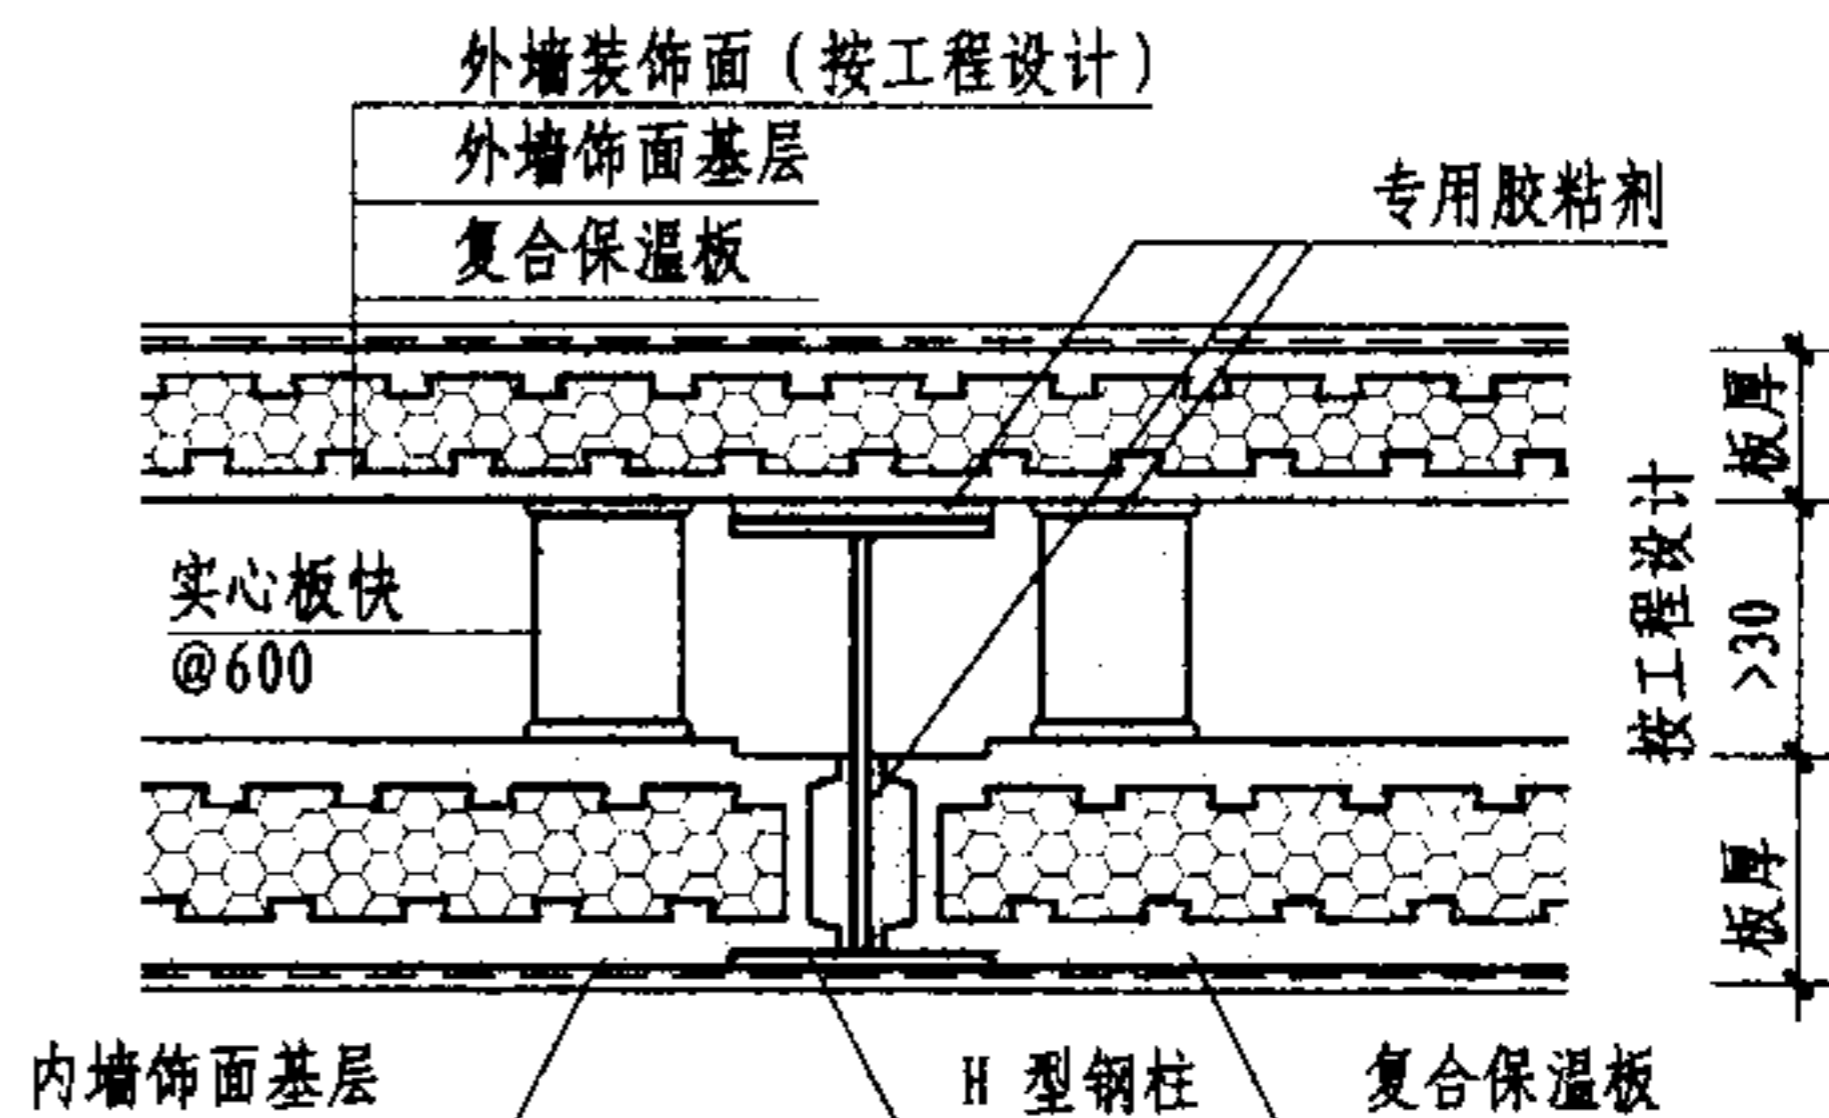 外墙装饰面（按工程设计）
外墙饰面基层
复合保温板
专用胶粘剂
实心板快
@600
板厚
按工程设计
>30
板厚
内墙饰面基层
H 型钢柱
复合保温板